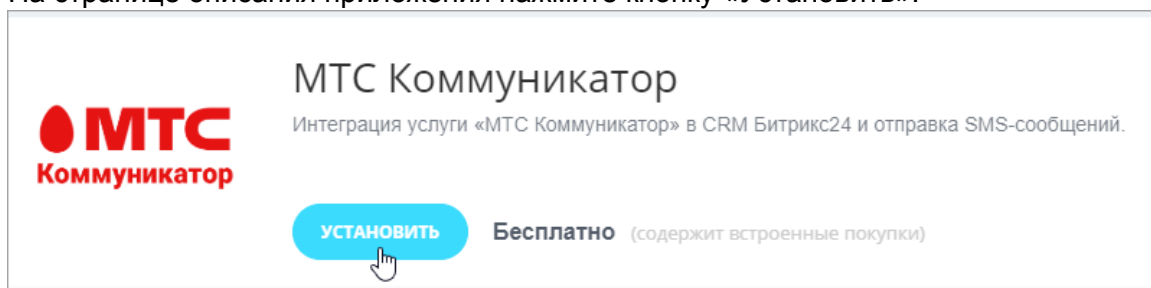 На странице описания приложения нажмите кнопку «Установить».
МТС Коммуникатор
Интеграция услуги «МТС Коммуникатор» в CRM Битрикс24 и отправка SMS-сообщений.
МТС
Коммуникатор
УСТАНОВИТЬ Бесплатно (содержит встроенные покупки)